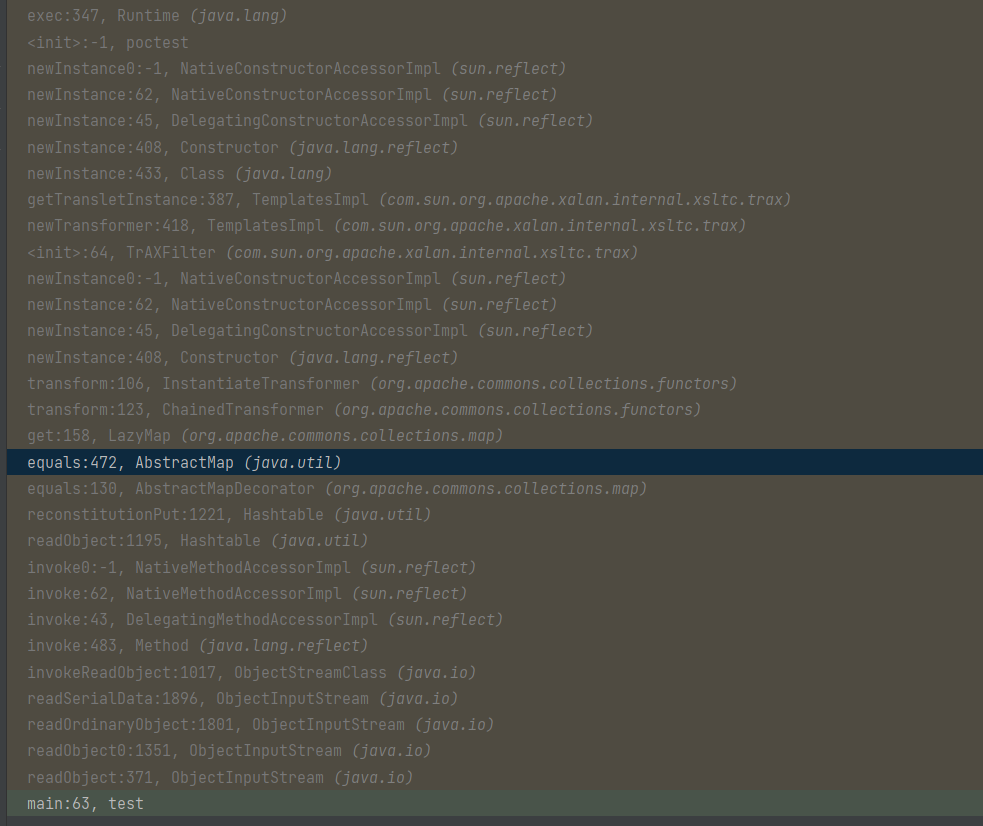 exec:347, Runtime (java.lang)
<init>:-1, poctest
newInstance0:-1, NativeConstructorAccessorImpl (sun.reflect)
newInstance:62, NativeConstructorAccessorImpl (sun.reflect)
newInstance:45, DelegatingConstructorAccessorImpl (sun.reflect)
newInstance:408, Constructor (java.lang.reflect)
newInstance:433, Class (java.lang)
getTransletInstance:387, TemplatesImpl (com.sun.org.apache.xalan.internal.xsltc.trax)
newTransformer:418, TemplatesImpl (com.sun.org.apache.xalan.internal.xsltc.trax)
<init>:64, TrAXFilter (com.sun.org.apache.xalan.internal.xsltc.trax)
newInstance0:-1, NativeConstructorAccessorImpl (sun.reflect)
newInstance:62, NativeConstructorAccessorImpl (sun.reflect)
newInstance:45, DelegatingConstructorAccessorImpl (sun.reflect)
newInstance:408, Constructor (java.lang.reflect)
transform:106, InstantiateTransformer (org.apache.commons.collections.functors)
transform:123, ChainedTransformer (org.apache.commons.collections.functors)
get:158, LazyMap (org.apache.commons.collections.map)
equals:472, AbstractMap (java.util)
equals:130, AbstractMapDecorator (org.apache.commons.collections.map)
reconstitutionPut:1221, Hashtable (java.util)
readObject:1195, Hashtable (java.util)
invoke0:-1, NativeMethodAccessorImpl (sun.reflect)
invoke:62, NativeMethodAccessorImpl (sun.reflect)
invoke:43, DelegatingMethodAccessorImpl (sun.reflect)
invoke:483, Method (java.lang.reflect)
invokeReadObject:1017, ObjectStreamClass (java.io)
readSerialData:1896, ObjectInputStream (java.io)
readOrdinaryObject:1801, ObjectInputStream (java.io)
readObject0:1351, ObjectInputStream (java.io)
readObject:371, ObjectInputStream (java.io)
main:63, test